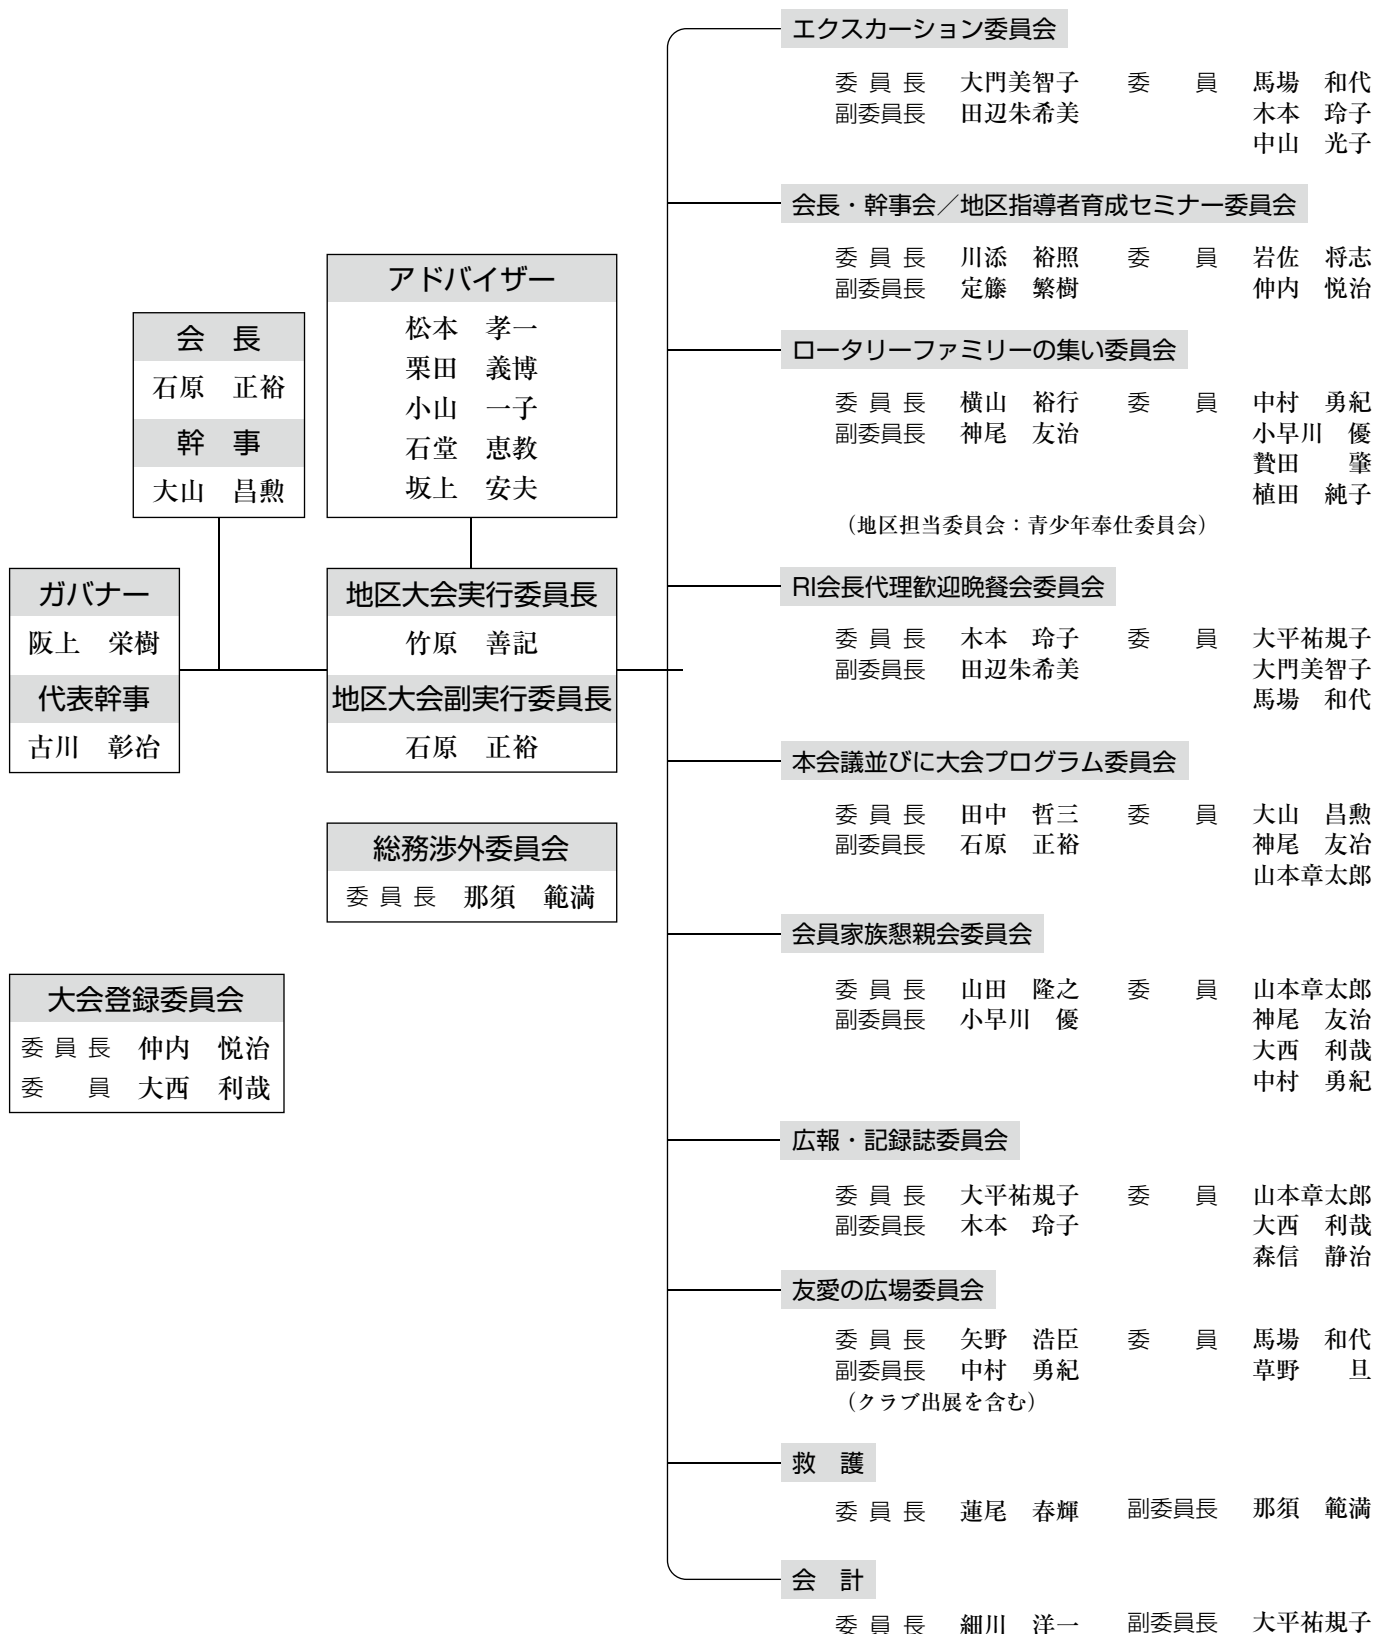 ガバナー
阪上　栄樹
代表幹事
古川　彰治
会　長
石原　正裕
幹　事
大山　昌勲
アドバイザー
松本　孝一
栗田　義博
小山　一子
石堂　恵教
坂上　安夫
地区大会実行委員長
竹原　善記
地区大会副実行委員長
石原　正裕
総務渉外委員会
委 員 長　那須　範満
大会登録委員会
委 員 長　仲内　悦治
委　　員　大西　利哉
エクスカーション委員会
委 員 長　大門美智子　委　　員　馬場　和代
副委員長　田辺朱希美　木本　玲子
中山　光子
会長・幹事会／地区指導者育成セミナー委員会
委 員 長　川添　裕照　委　　員　岩佐　将志
副委員長　定藤　繁樹　仲内　悦治
ロータリーファミリーの集い委員会
委 員 長　横山　裕行　委　　員　中村　勇紀
副委員長　神尾　友治　小早川　優
贄田　　肇
植田　純子
（地区担当委員会：青少年奉仕委員会）
RI会長代理歓迎晩餐会委員会
委 員 長　木本　玲子　委　　員　大平祐規子
副委員長　田辺朱希美　大門美智子
馬場　和代
本会議並びに大会プログラム委員会
委 員 長　田中　哲三　委　　員　大山　昌勲
副委員長　石原　正裕　神尾　友治
山本章太郎
会員家族懇親会委員会
委 員 長　山田　隆之　委　　員　山本章太郎
副委員長　小早川　優　神尾　友治
大西　利哉
中村　勇紀
広報・記録誌委員会
委 員 長　大平祐規子　委　　員　山本章太郎
副委員長　木本　玲子　大西　利哉
森信　静治
友愛の広場委員会
委 員 長　矢野　浩臣　委　　員　馬場　和代
副委員長　中村　勇紀　草野　　旦
（クラブ出展を含む）
救　護
委 員 長　蓮尾　春輝　副委員長　那須　範満
会　計
委 員 長　細川　洋一　副委員長　大平祐規子